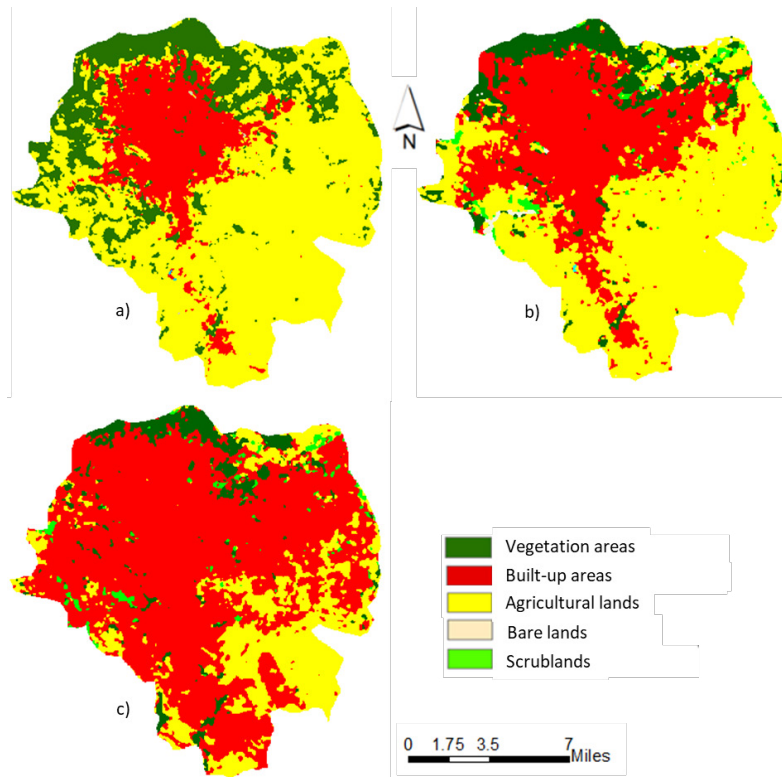 N
a)
b)
c)
Vegetation areas
Built-up areas
Agricultural lands
Bare lands
Scrublands
0 1.75 3.5 7
Miles